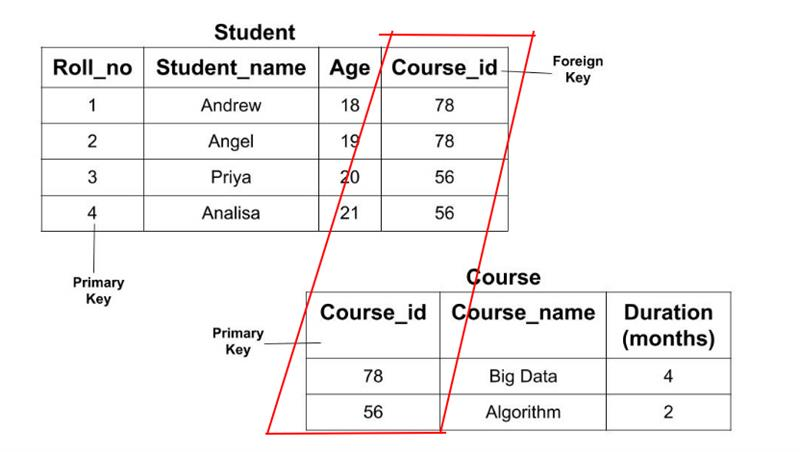 Student
Roll_no Student_name Age Course_id
Foreign
Key
1 Andrew 18 78
2 Angel 19 78
3 Priya 20 56
4 Analisa 21 56
Primary
Key
Course
Course_id Course_name Duration
(months)
Primary
Key
78 Big Data 4
56 Algorithm 2